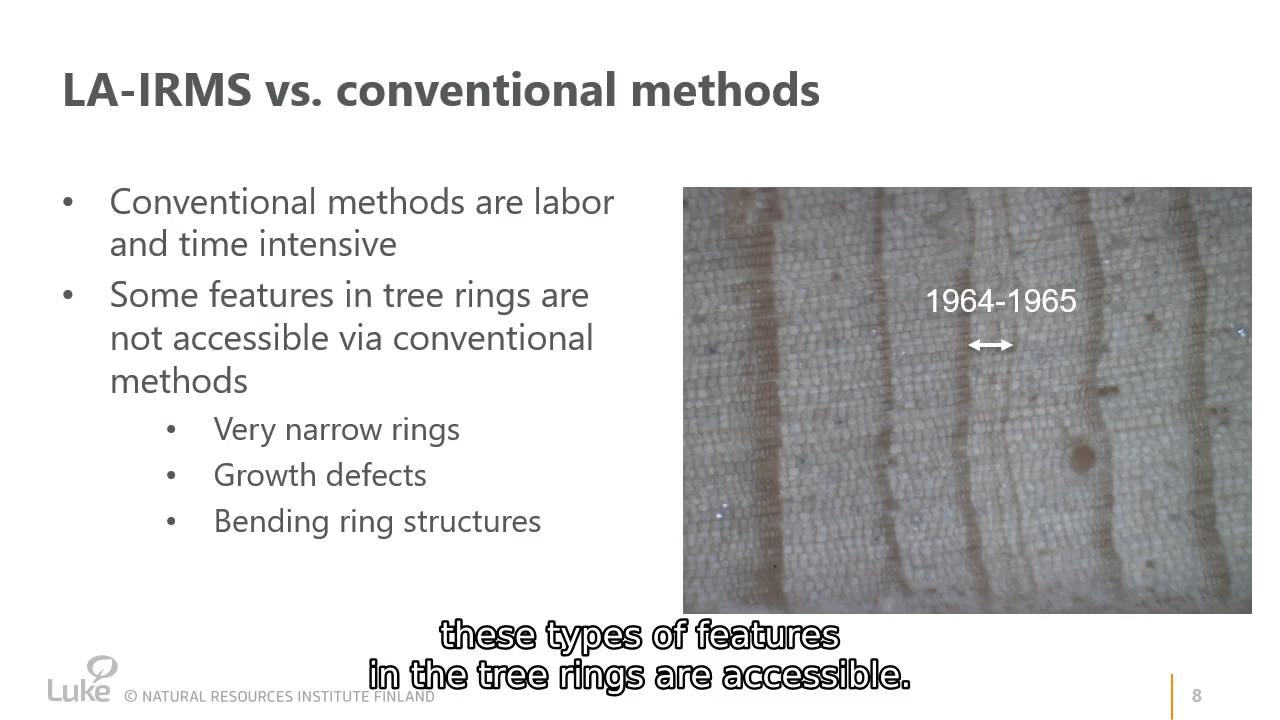 LA-IRMS vs. conventional methods
• Conventional methods are labor
and time intensive
• Some features in tree rings are
not accessible via conventional
methods
• Very narrow rings
• Growth defects
• Bending ring structures
1964-1965
these types of features
in the tree rings are accessible.
Luke © NATURAL RESOURCES INSTITUTE FINLAND
8